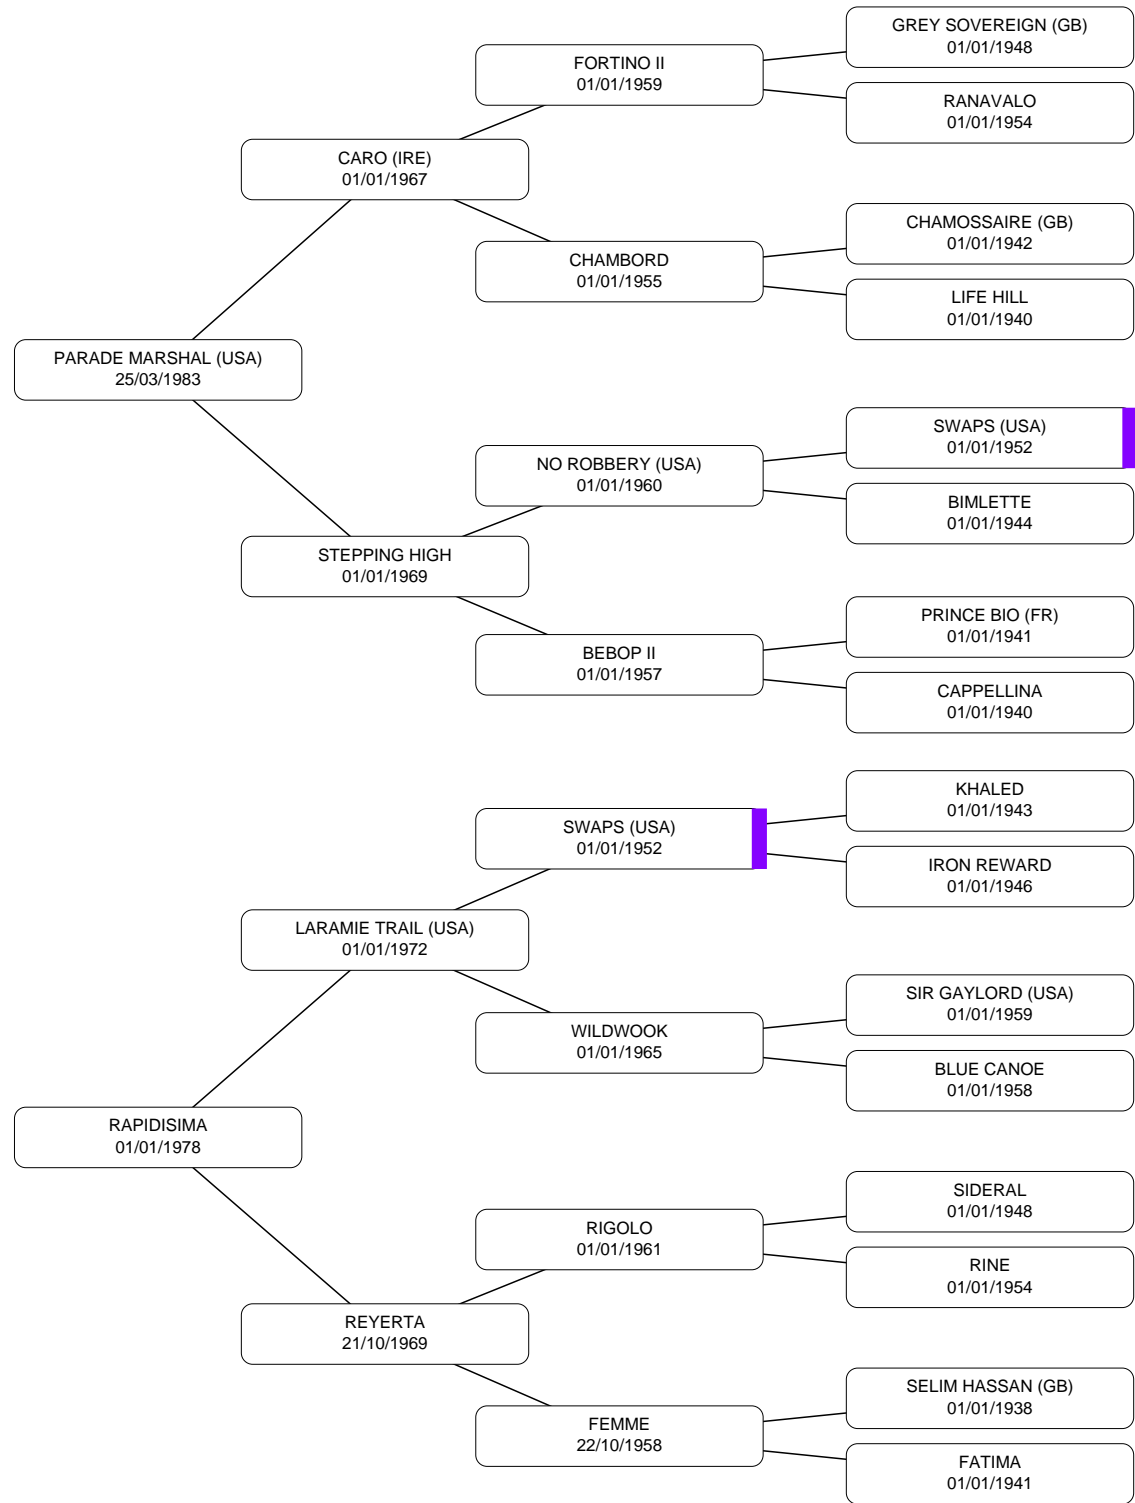 GREY SOVEREIGN (GB)
01/01/1948
FORTINO II
01/01/1959
RANAVALO
01/01/1954
CARO (IRE)
01/01/1967
CHAMOSSAIRE (GB)
01/01/1942
CHAMBORD
01/01/1955
LIFE HILL
01/01/1940
PARADE MARSHAL (USA)
25/03/1983
SWAPS (USA)
01/01/1952
NO ROBBERY (USA)
01/01/1960
BIMLETTE
01/01/1944
STEPPING HIGH
01/01/1969
PRINCE BIO (FR)
01/01/1941
BEBOP II
01/01/1957
CAPPELLINA
01/01/1940
KHALED
01/01/1943
SWAPS (USA)
01/01/1952
IRON REWARD
01/01/1946
LARAMIE TRAIL (USA)
01/01/1972
SIR GAYLORD (USA)
01/01/1959
WILDWOOK
01/01/1965
BLUE CANOE
01/01/1958
RAPIDISIMA
01/01/1978
SIDERAL
01/01/1948
RIGOLO
01/01/1961
RINE
01/01/1954
REYERTA
21/10/1969
SELIM HASSAN (GB)
01/01/1938
FEMME
22/10/1958
FATIMA
01/01/1941